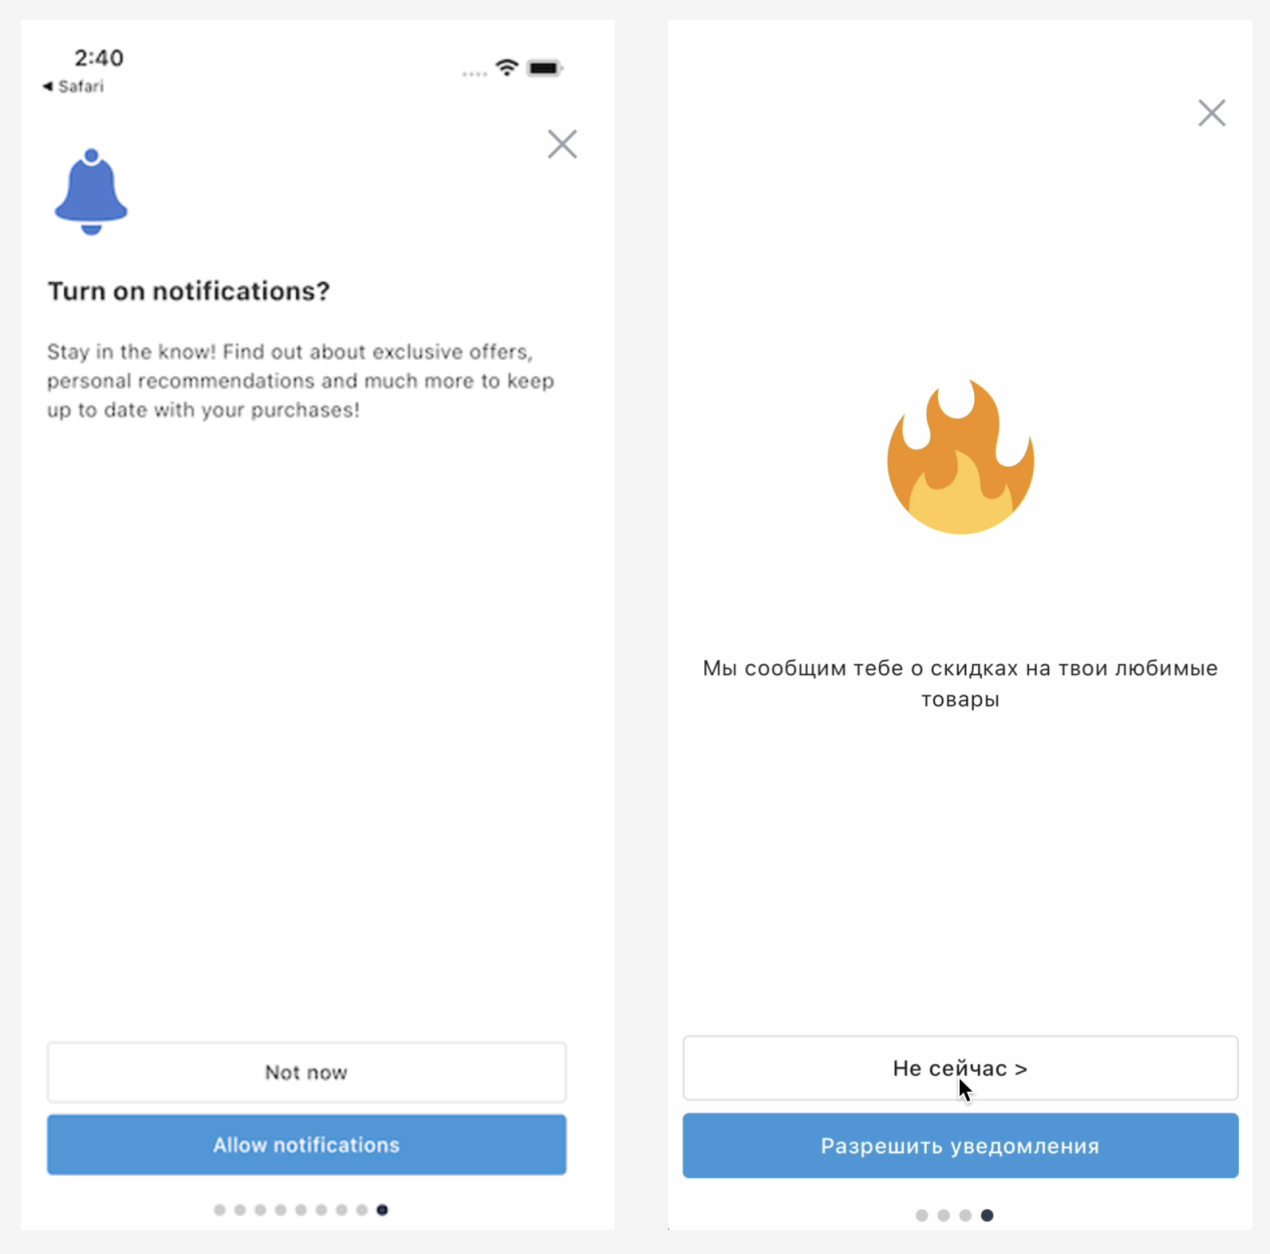 2:40
◀ Safari
Turn on notifications?
Stay in the know! Find out about exclusive offers,
personal recommendations and much more to keep
up to date with your purchases!
Not now
Allow notifications
Мы сообщим тебе о скидках на твои любимые
товары
Не сейчас >
Разрешить уведомления